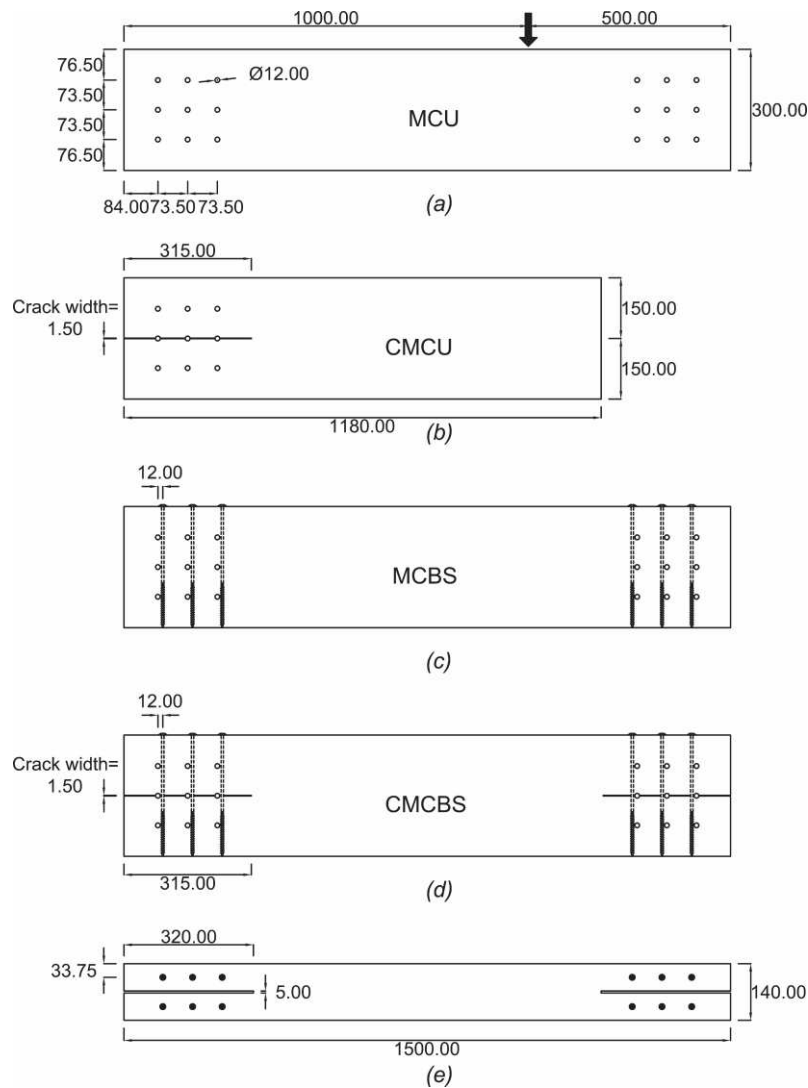 1000.00 500.00
76.50
73.50
73.50
76.50
Ø12.00
MCU
300.00
84.00 73.50 73.50
(a)
315.00
Crack width=
1.50
CMCU
150.00
150.00
1180.00
(b)
12.00
MCBS
(c)
12.00
Crack width=
1.50
CMCBS
315.00
(d)
320.00
33.75
5.00
140.00
1500.00
(e)